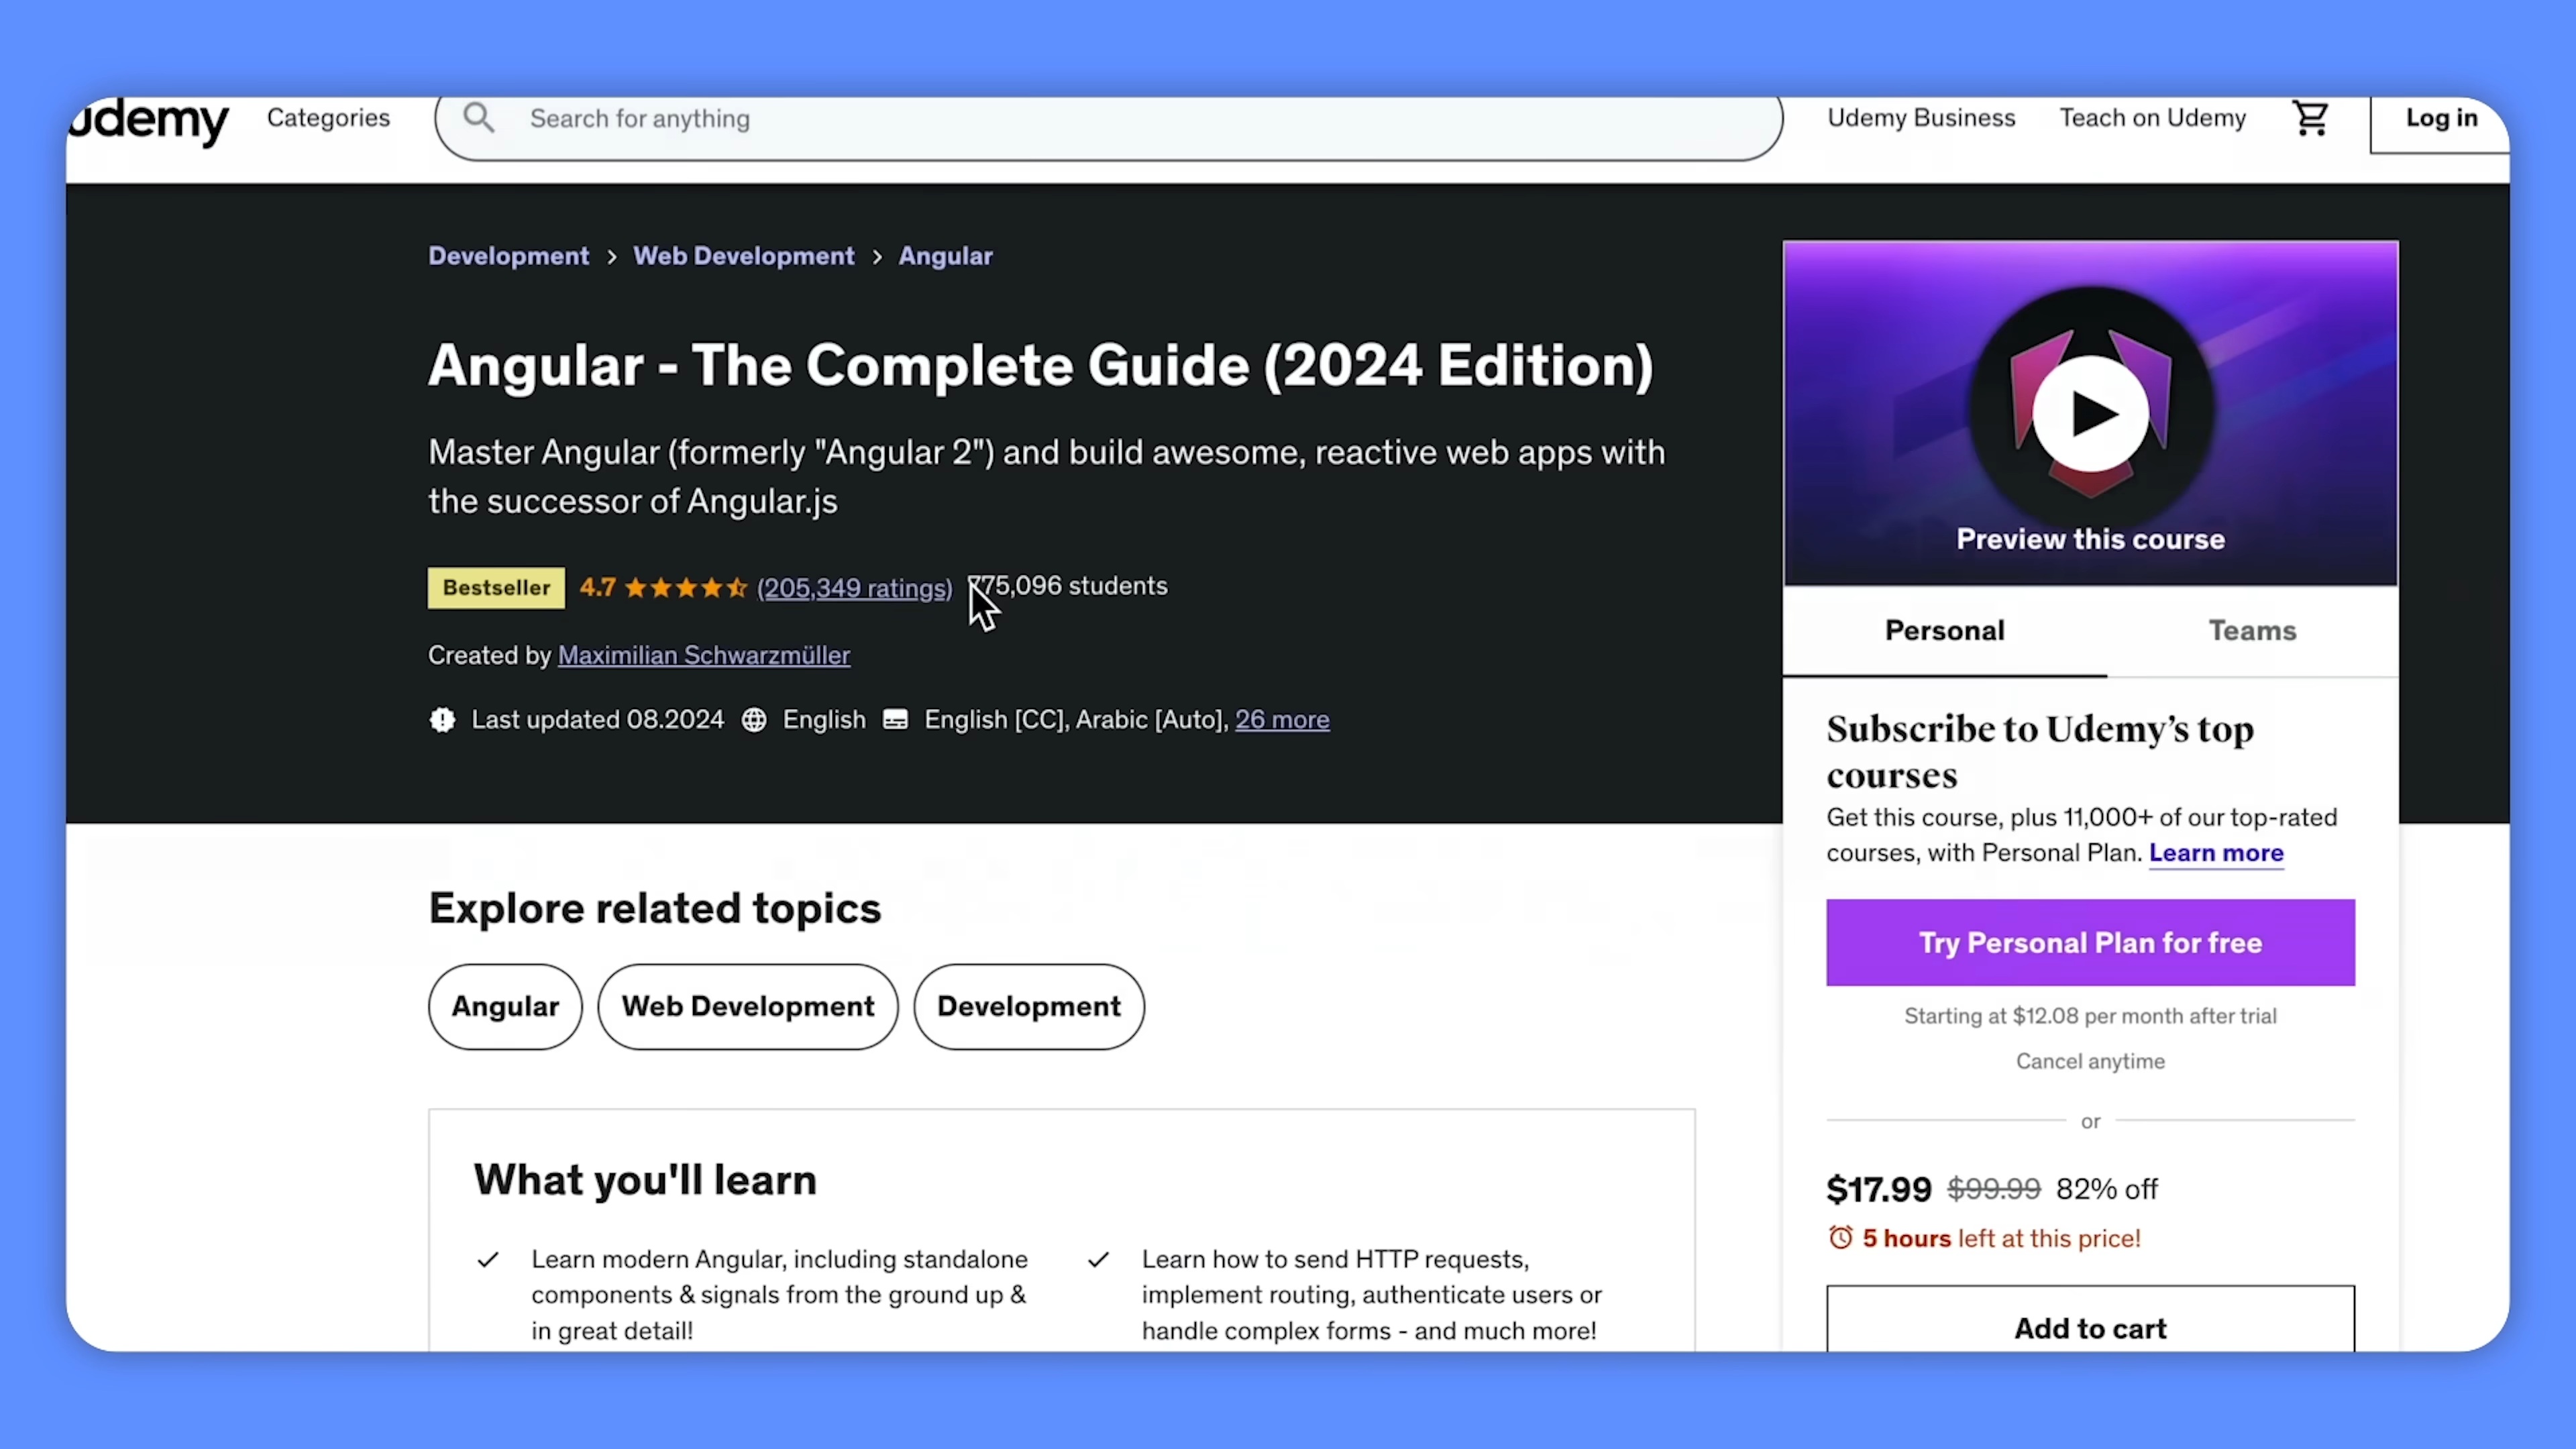 udemy
Categories
Search for anything
Udemy Business
Teach on Udemy
Log in
Development > Web Development > Angular
Angular - The Complete Guide (2024 Edition)
Master Angular (formerly "Angular 2") and build awesome, reactive web apps with
the successor of Angular.js
Bestseller 4.7 (205,349 ratings) 775,096 students
Created by Maximilian Schwarzmüller
Last updated 08.2024 English English [CC], Arabic [Auto], 26 more
Preview this course
Personal
Teams
Subscribe to Udemy’s top
courses
Get this course, plus 11,000+ of our top-rated
courses, with Personal Plan. Learn more
Try Personal Plan for free
Starting at $12.08 per month after trial
Cancel anytime
or
$17.99 $99.99 82% off
5 hours left at this price!
Add to cart
Explore related topics
Angular
Web Development
Development
What you'll learn
Learn modern Angular, including standalone
components & signals from the ground up &
in great detail!
Learn how to send HTTP requests,
implement routing, authenticate users or
handle complex forms - and much more!